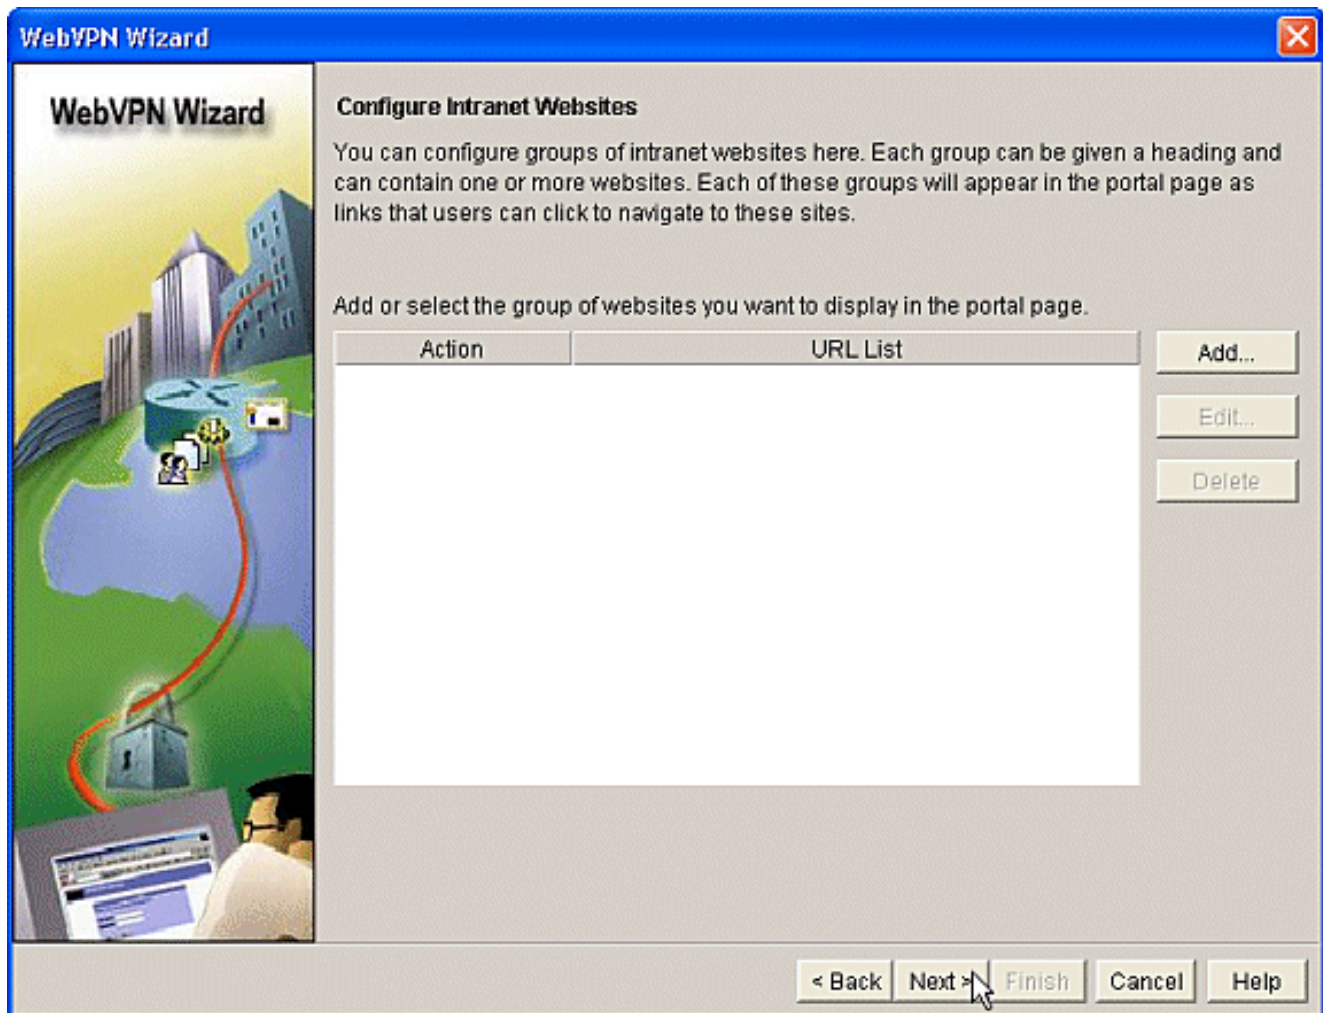 WebVPN Wizard
WebVPN Wizard
Configure Intranet Websites
You can configure groups of intranet websites here. Each group can be given a heading and
can contain one or more websites. Each of these groups will appear in the portal page as
links that users can click to navigate to these sites.
Add or select the group of websites you want to display in the portal page.
Action URL List
Add...
Edit...
Delete
< Back Next > Finish Cancel Help